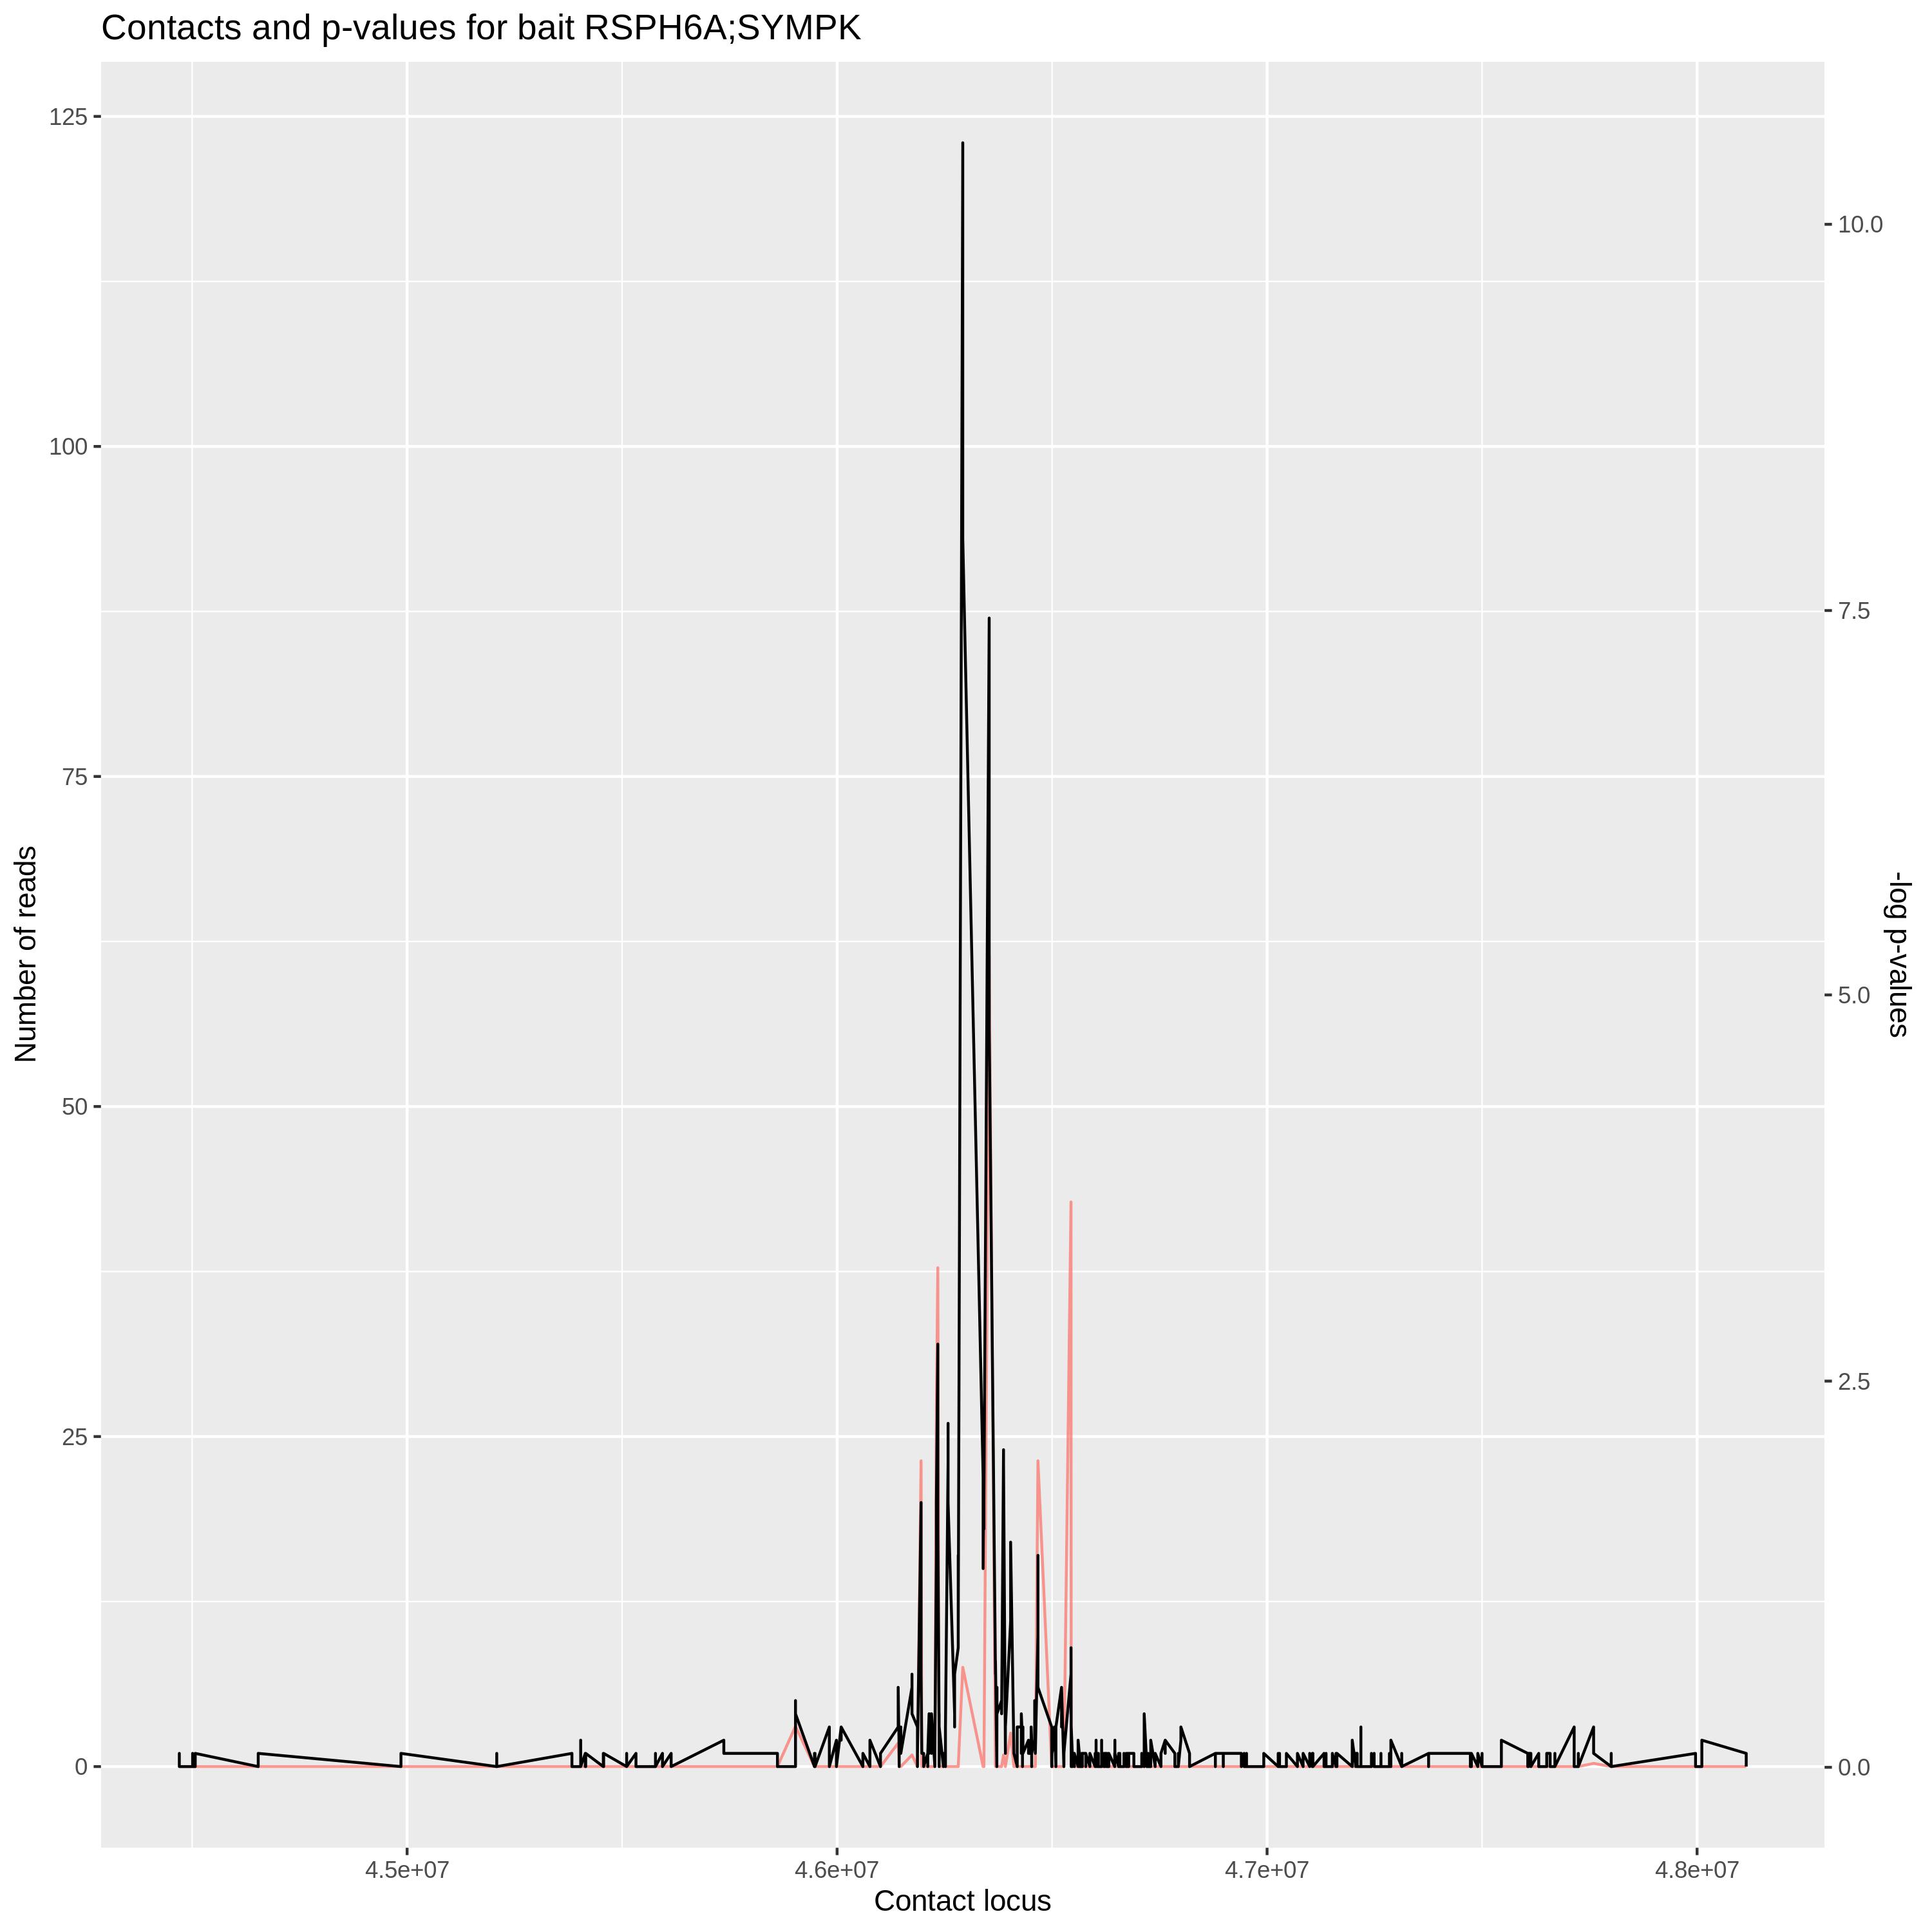 Contacts and p-values for bait RSPH6A;SYMPK
125
100
75
50
25
0
Number of reads
10.0
7.5
5.0
2.5
0.0
-log p-values
4.5e+07
4.6e+07
4.7e+07
4.8e+07
Contact locus